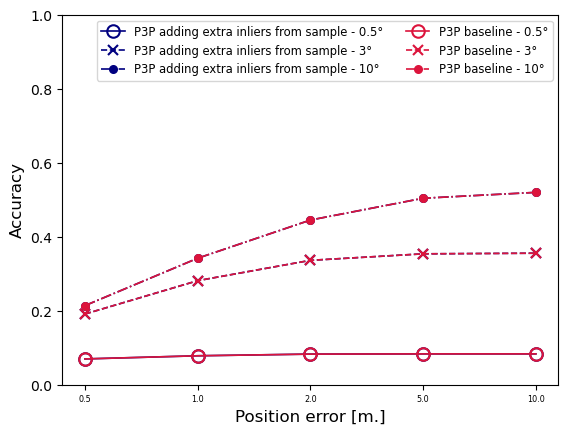 P3P adding extra inliers from sample - 0.5°
P3P adding extra inliers from sample - 3°
P3P adding extra inliers from sample - 10°
P3P baseline - 0.5°
P3P baseline - 3°
P3P baseline - 10°
1.0
0.8
0.6
0.4
0.2
0.0
Accuracy
0.5 1.0 2.0 5.0 10.0
Position error [m.]